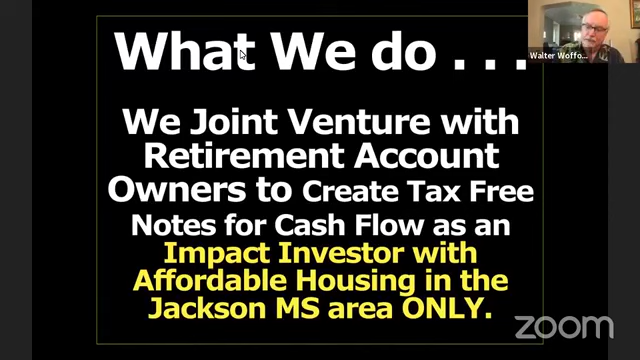 What We do . . .
We Joint Venture with
Retirement Account
Owners to Create Tax Free
Notes for Cash Flow as an
Impact Investor with
Affordable Housing in the
Jackson MS area ONLY.
Walter Woffo...
zoom